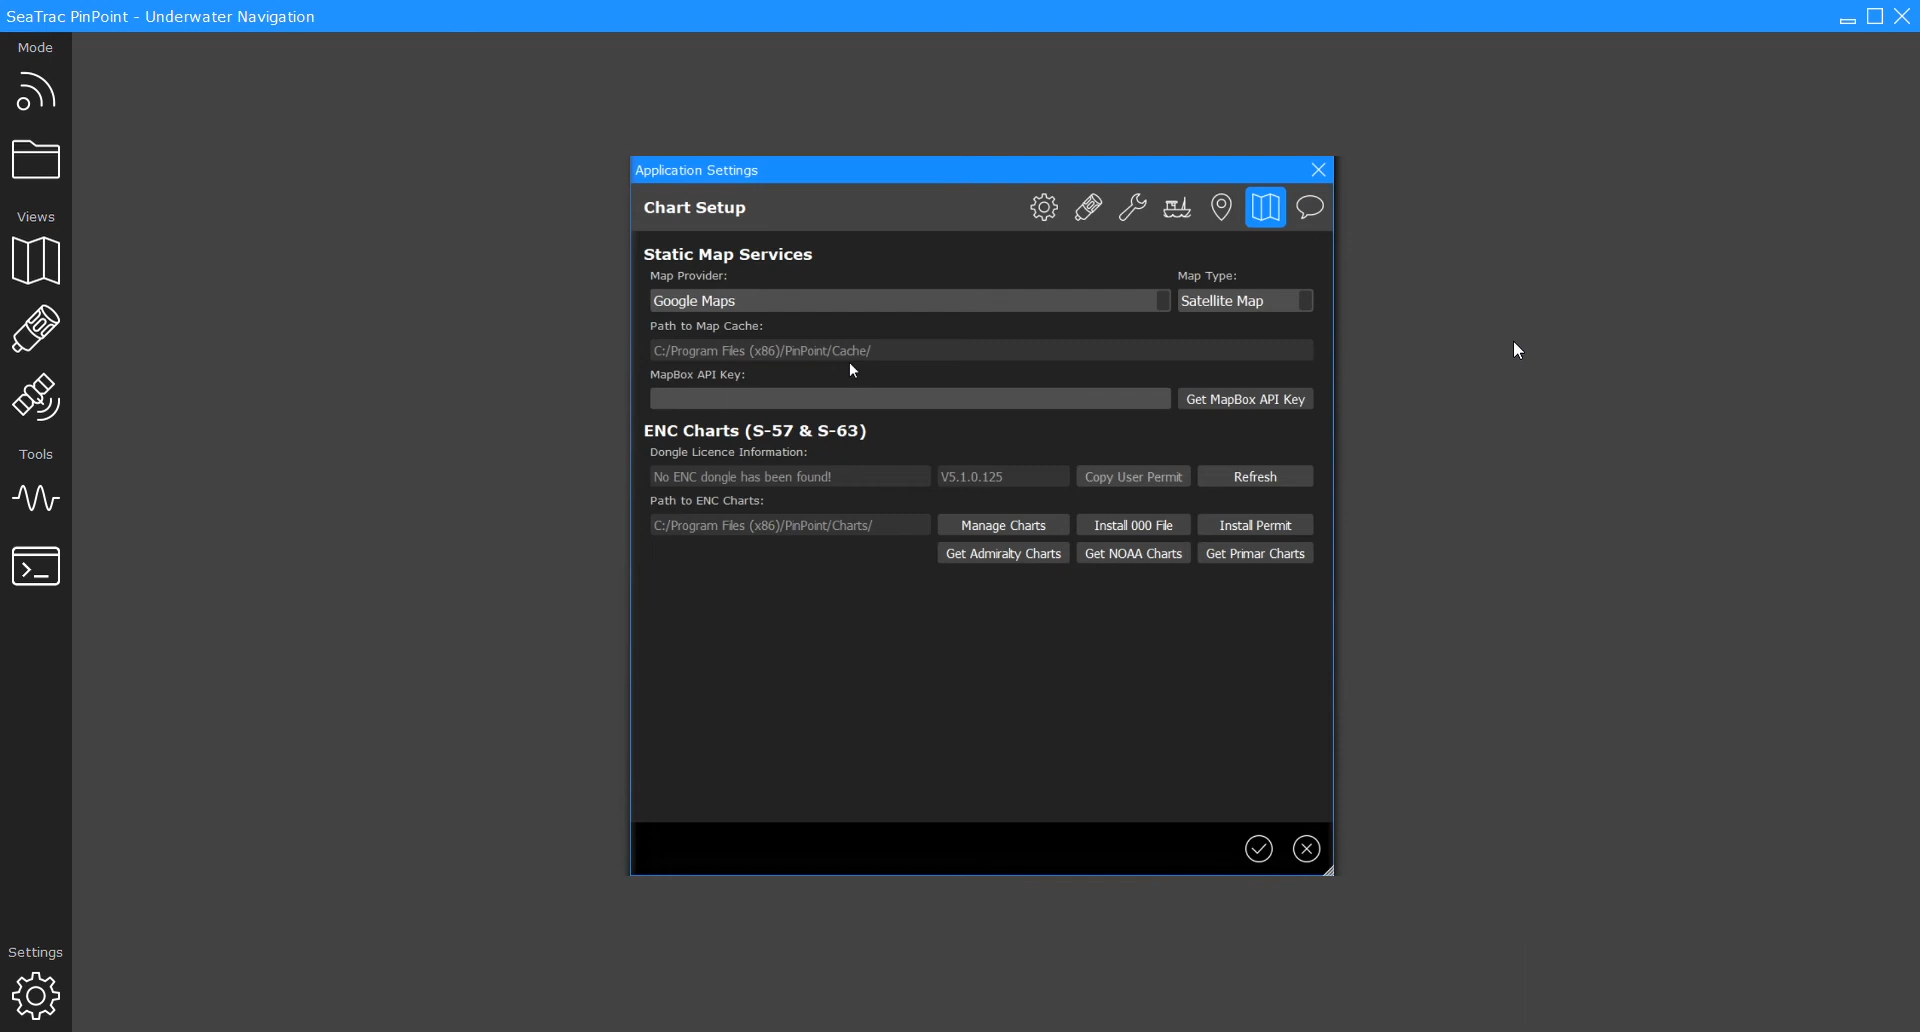 SeaTrac PinPoint - Underwater Navigation
Mode
Views
Tools
Settings
Application Settings
Chart Setup
Static Map Services
Map Provider: Map Type:
Google Maps Satellite Map
Path to Map Cache:
C:/Program Files (x86)/PinPoint/Cache/
MapBox API Key:
Get MapBox API Key
ENC Charts (S-57 & S-63)
Dongle Licence Information:
No ENC dongle has been found! V5.1.0.125 Copy User Permit Refresh
Path to ENC Charts:
C:/Program Files (x86)/PinPoint/Charts/ Manage Charts Install 000 File Install Permit
Get Admiralty Charts Get NOAA Charts Get Primar Charts